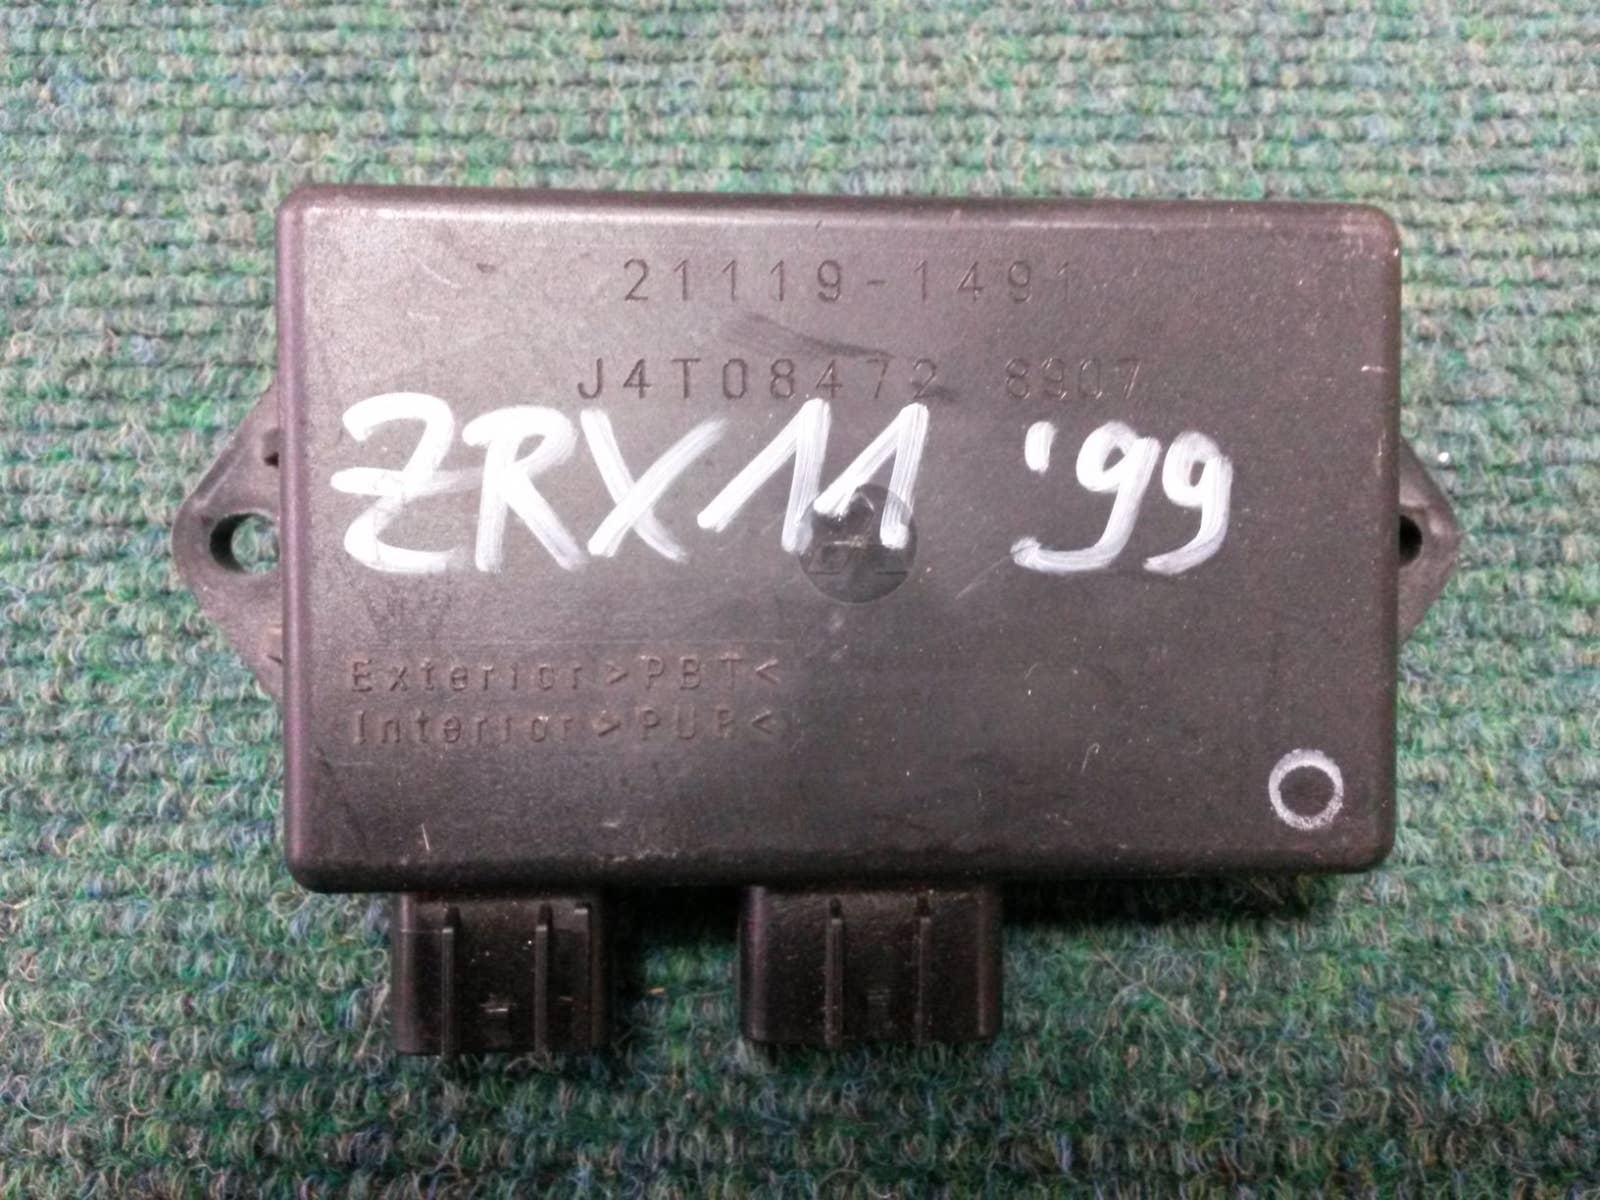 21119-1491
J4T08472 8907
ZRX11 '99
Exterior >PBT<
Interior >PUR<